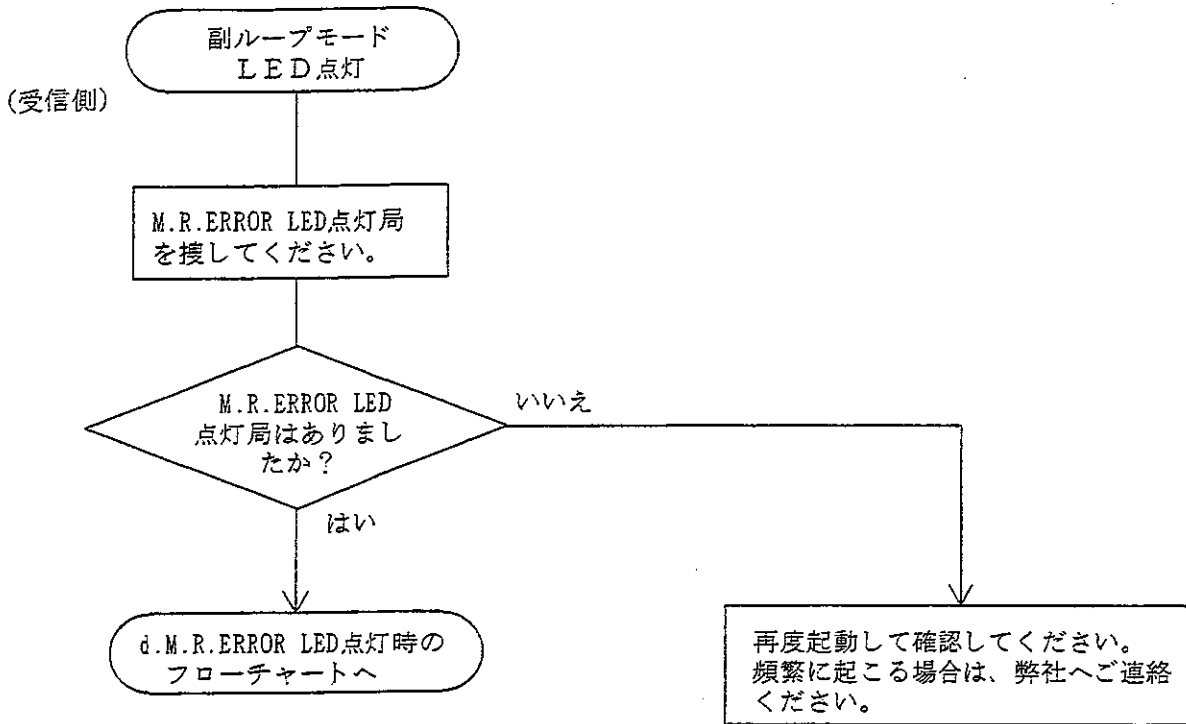 副ループモード
LED点灯
(受信側)
M.R.ERROR LED点灯局
を捜してください。
M.R.ERROR LED
点灯局はありまし
たか？
いいえ
はい
d.M.R.ERROR LED点灯時の
フローチャートへ
再度起動して確認してください。
頻繁に起こる場合は、弊社へご連絡
ください。